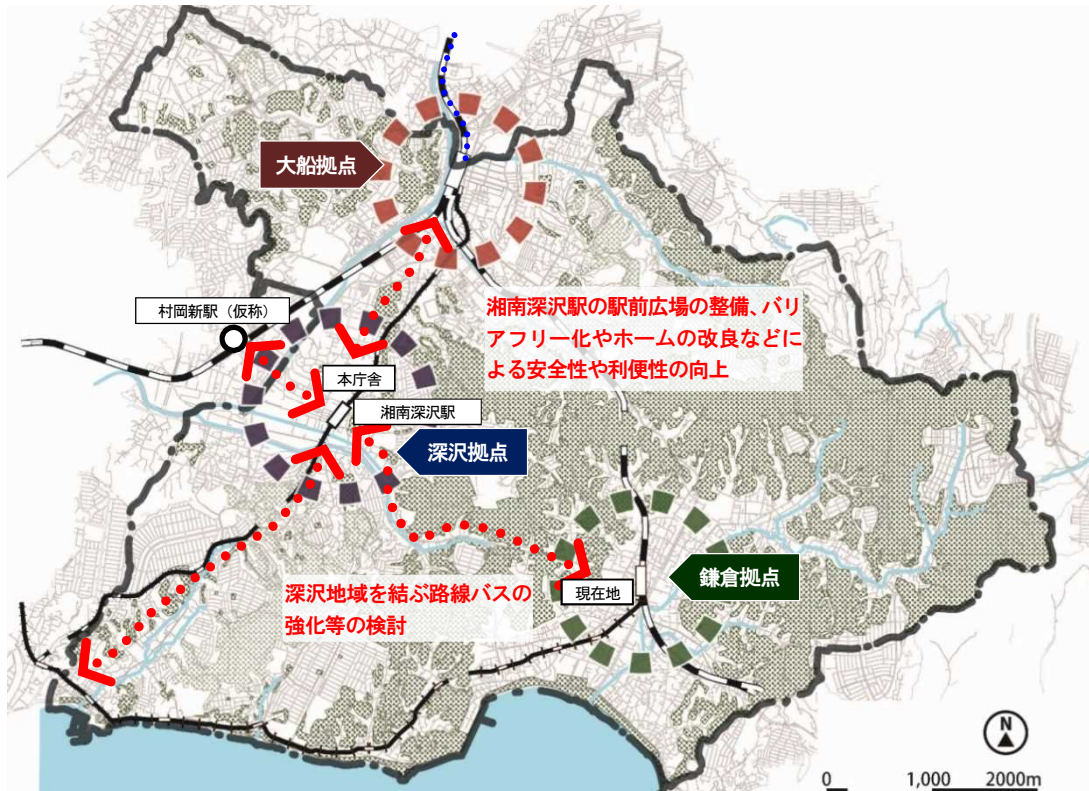 大船拠点
村岡新駅（仮称）
湘南深沢駅の駅前広場の整備、バリ
アフリー化やホームの改良などに
よる安全性や利便性の向上
本庁舎
湘南深沢駅
深沢拠点
鎌倉拠点
現在地
深沢地域を結ぶ路線バスの
強化等の検討
N
0 1,000 2000m